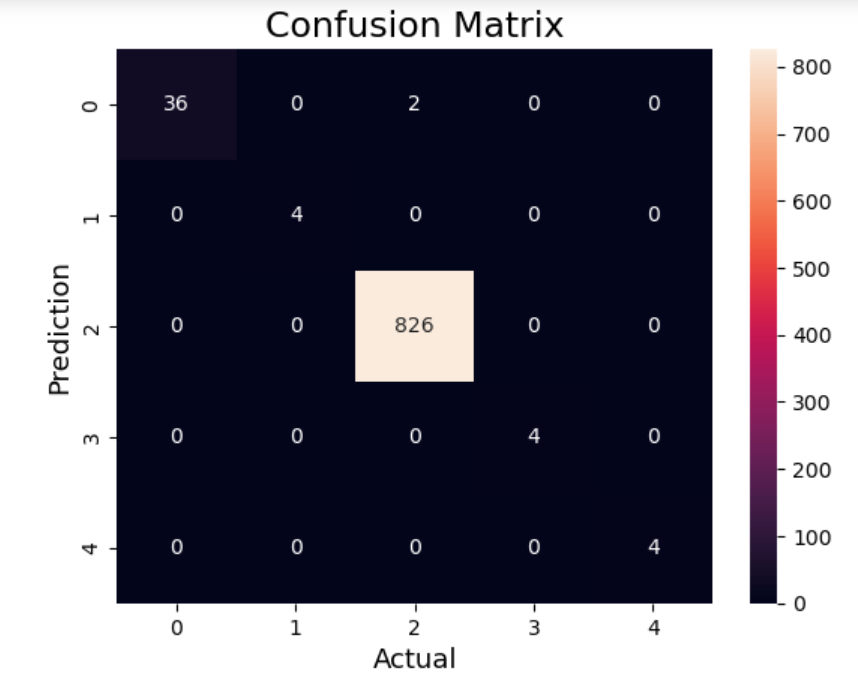 Confusion Matrix
0 36 0 2 0 0
1 0 4 0 0 0
2 0 0 826 0 0
3 0 0 0 4 0
4 0 0 0 0 4
0 1 2 3 4
Prediction
Actual
800
700
600
500
400
300
200
100
0